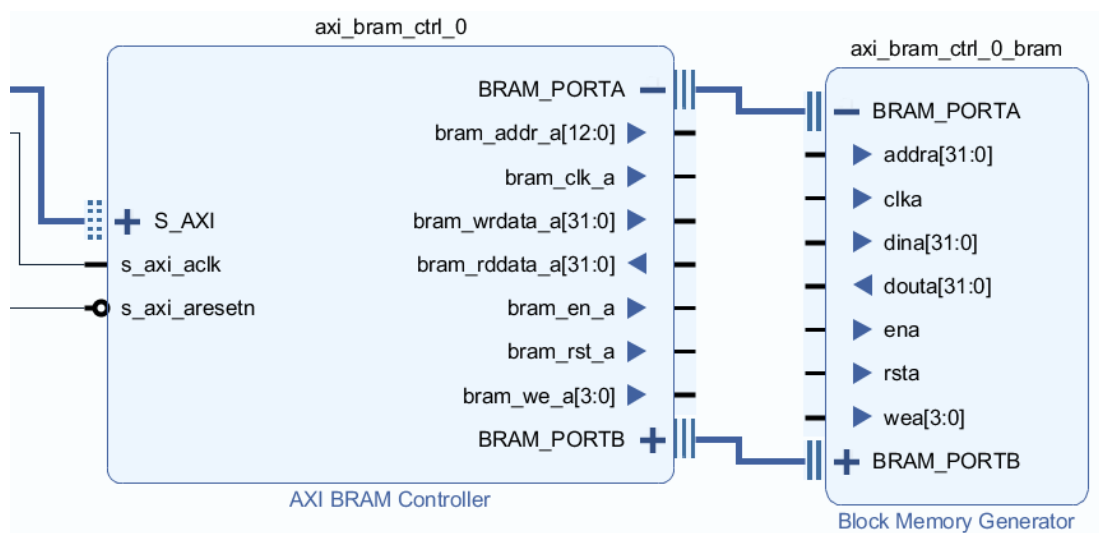 axi_bram_ctrl_0
BRAM_PORTA
bram_addr_a[12:0]
bram_clk_a
bram_wrdata_a[31:0]
bram_rddata_a[31:0]
bram_en_a
bram_rst_a
bram_we_a[3:0]
BRAM_PORTB
S_AXI
s_axi_aclk
s_axi_aresetn
AXI BRAM Controller
axi_bram_ctrl_0_bram
BRAM_PORTA
addra[31:0]
clka
dina[31:0]
douta[31:0]
ena
rsta
wea[3:0]
BRAM_PORTB
Block Memory Generator